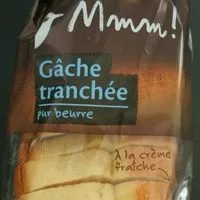 Mmm!
Gâche
tranchée
pur beurre
À la crème
fraîche